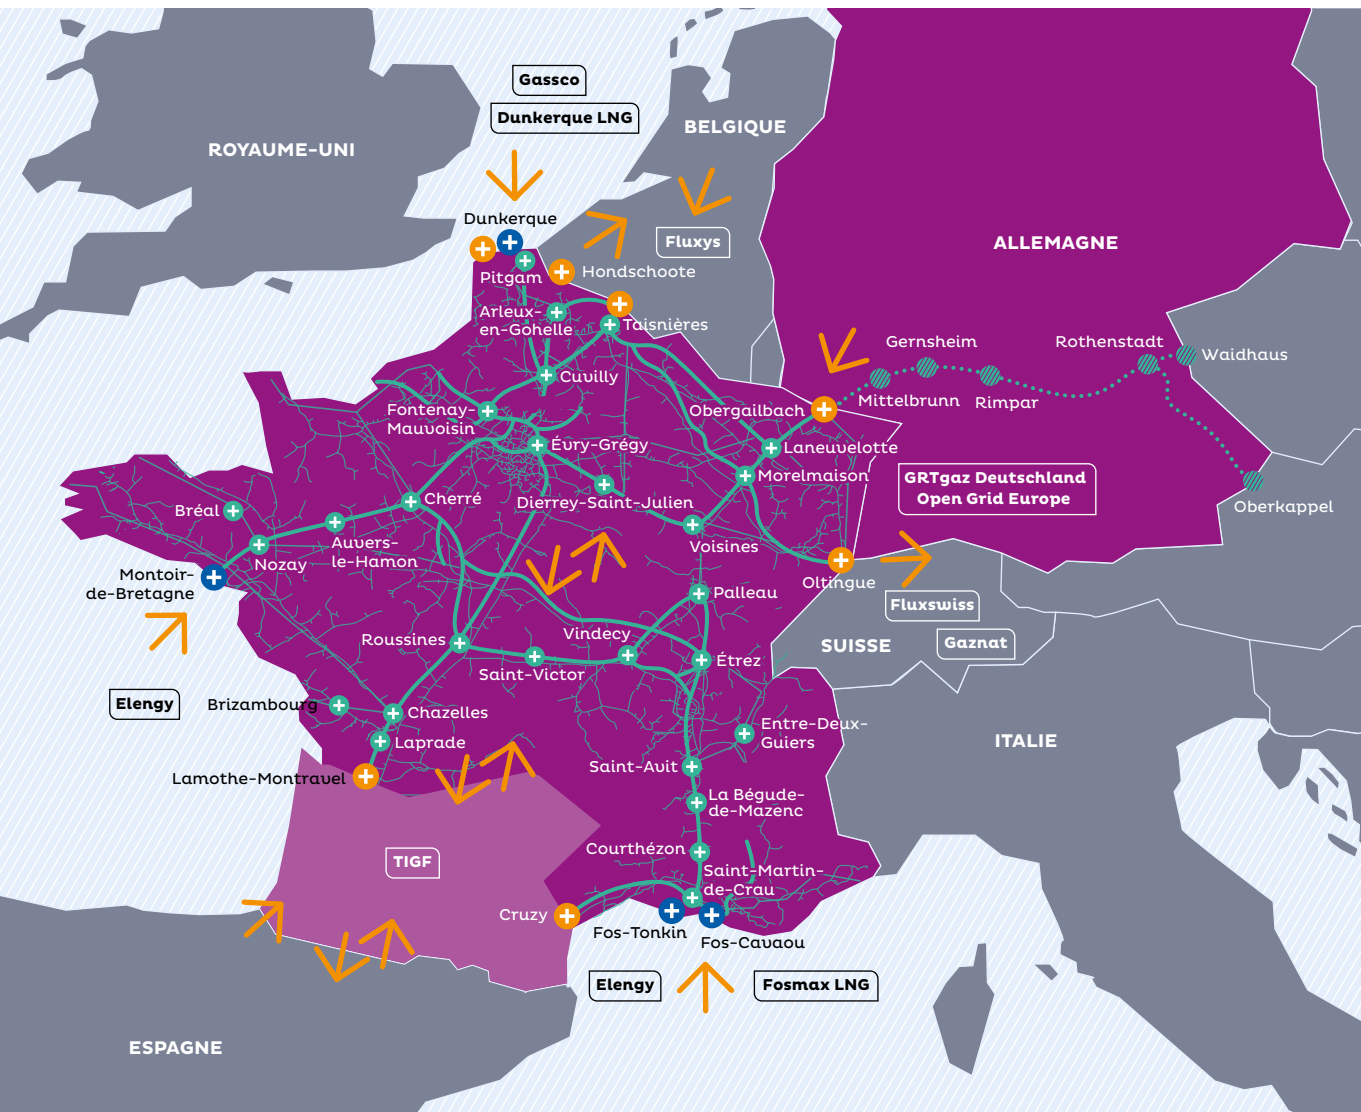 Gassco
Dunkerque LNG
BELGIQUE
ROYAUME-UNI
Dunkerque
Fluxys
ALLEMAGNE
Pitgam
Hondschoote
Arleux-
en-Gohelle
Taisnières
Gernsheim
Rothenstadt
Waidhaus
Cuvilly
Mittelbrunn
Rimpar
Fontenay-
Mauvoisin
Obergailbach
Évry-Grégy
Laneuvelotte
Morelmaison
GRTgaz Deutschland
Open Grid Europe
Cherré
Dierrey-Saint-Julien
Bréal
Oberkappel
Auvers-
le-Hamon
Voisines
Nozay
Montoir-
de-Bretagne
Oltingue
Palleau
Fluxswiss
Roussines
Vindecy
Gaznat
SUISSE
Étrez
Saint-Victor
Elengy
Brizambourg
Chazelles
Entre-Deux-
Guiers
Laprade
ITALIE
Saint-Avit
Lamothe-Montravel
La Bégude-
de-Mazenc
Courthézon
TIGF
Saint-Martin-
de-Crau
Cruzy
Fos-Tonkin
Fos-Cavaou
Elengy
Fosmax LNG
ESPAGNE